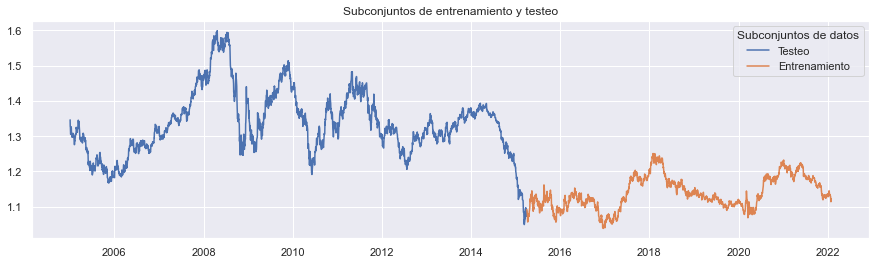 Subconjuntos de entrenamiento y testeo
Subconjuntos de datos
Testeo
Entrenamiento
1.6
1.5
1.4
1.3
1.2
1.1
2006 2008 2010 2012 2014 2016 2018 2020 2022